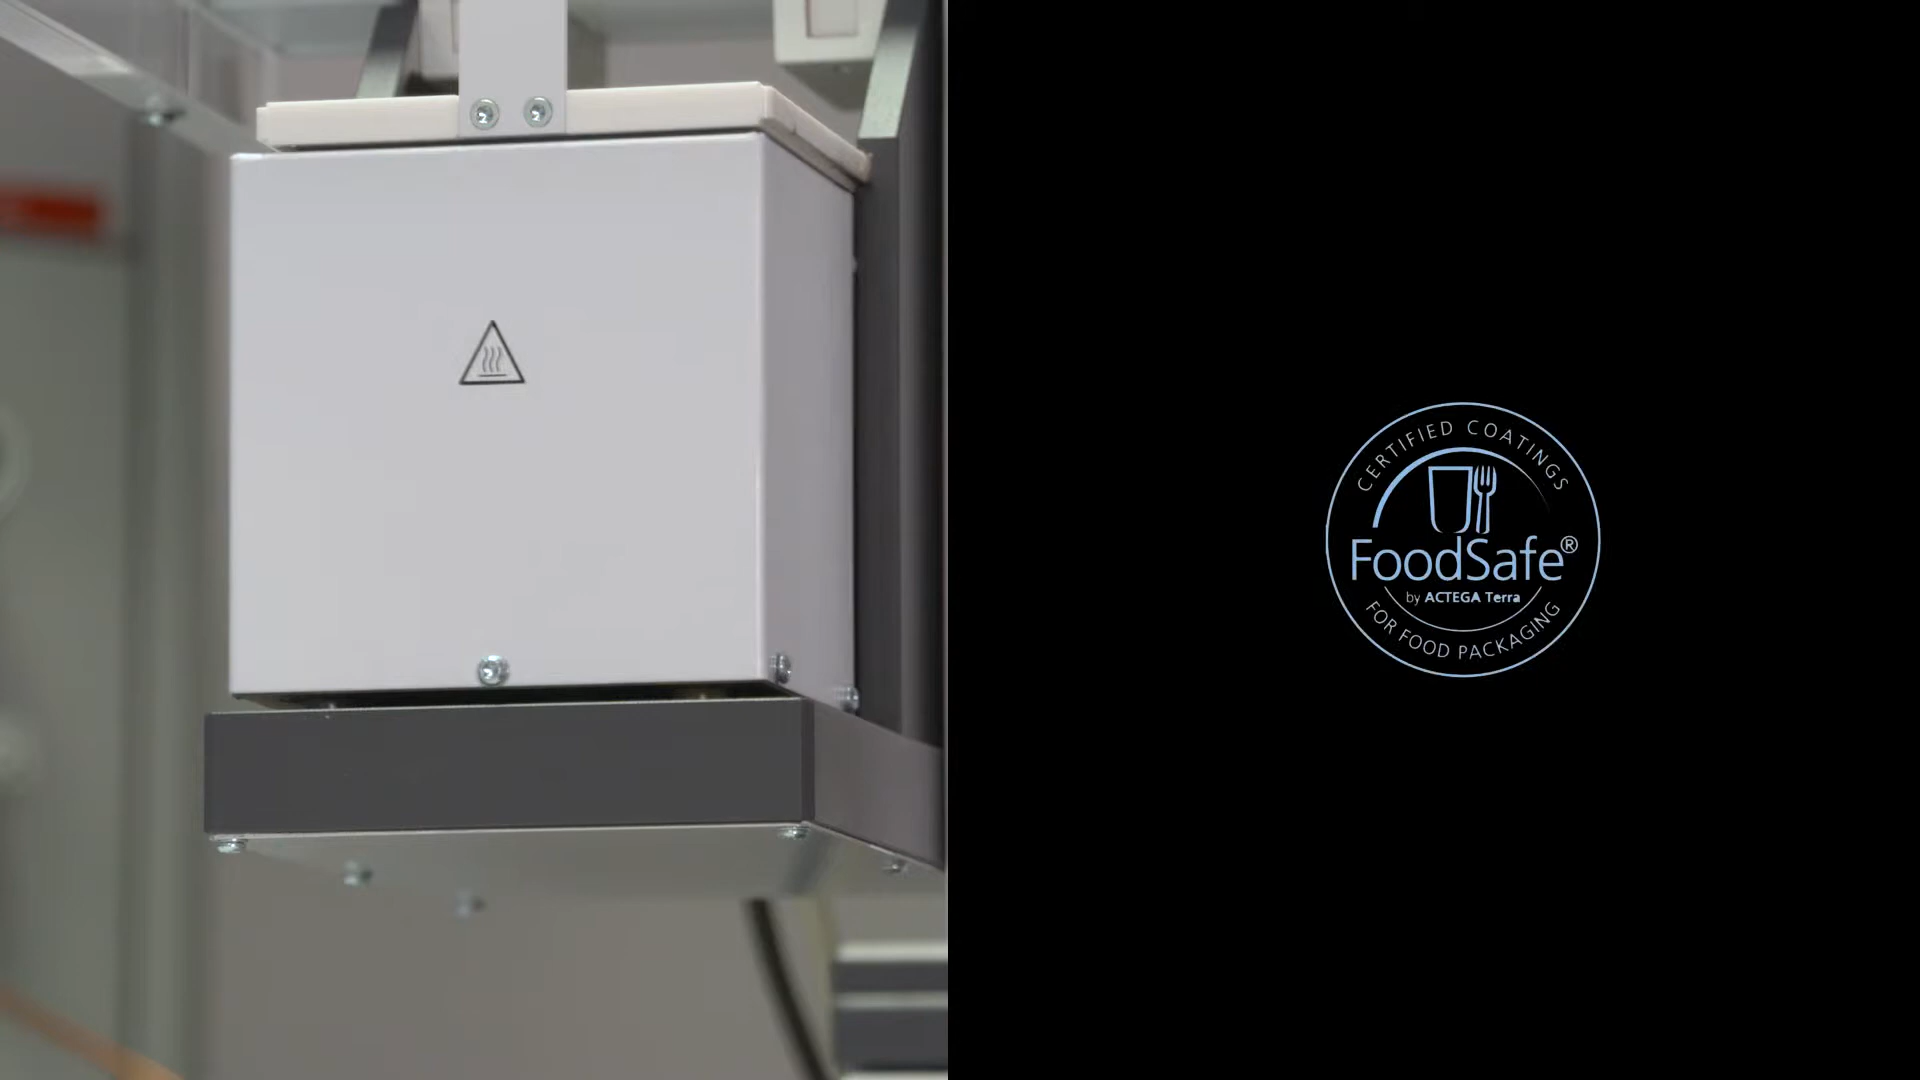 CERTIFIED COATINGS
FoodSafe®
by ACTEGA Terra
FOR FOOD PACKAGING